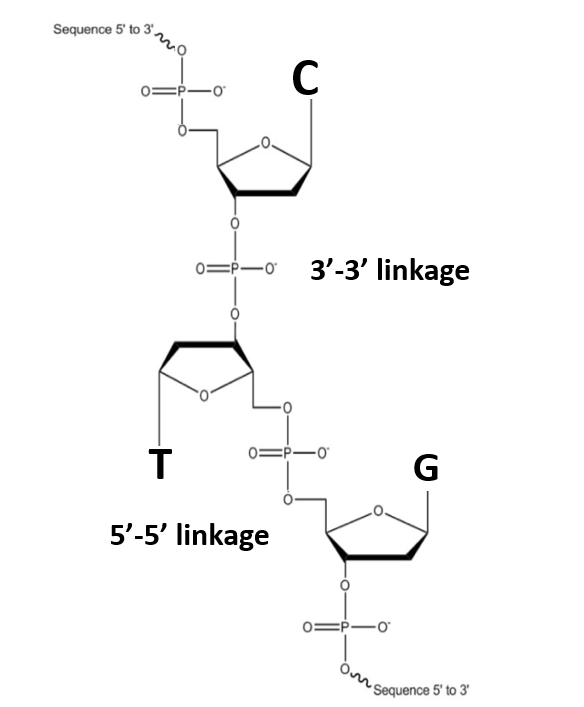 Sequence 5' to 3'
O
O=P—O⁻
C
O
O
O
O=P—O⁻
3’-3’ linkage
O
O
O
T
O=P—O⁻
G
O
O
5’-5’ linkage
O
O=P—O⁻
O
Sequence 5' to 3'